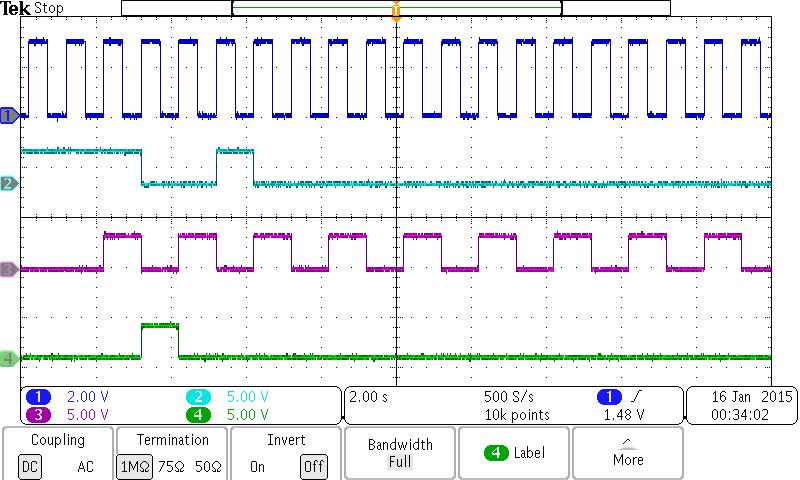 Tek Stop
T
1
2
3
4
1 2.00 V 2 5.00 V 2.00 s 500 S/s 1 16 Jan 2015
3 5.00 V 4 5.00 V 10k points 1.48 V 00:34:02
Coupling Termination Invert Bandwidth 4 Label More
DC AC 1MΩ 75Ω 50Ω On Off Full